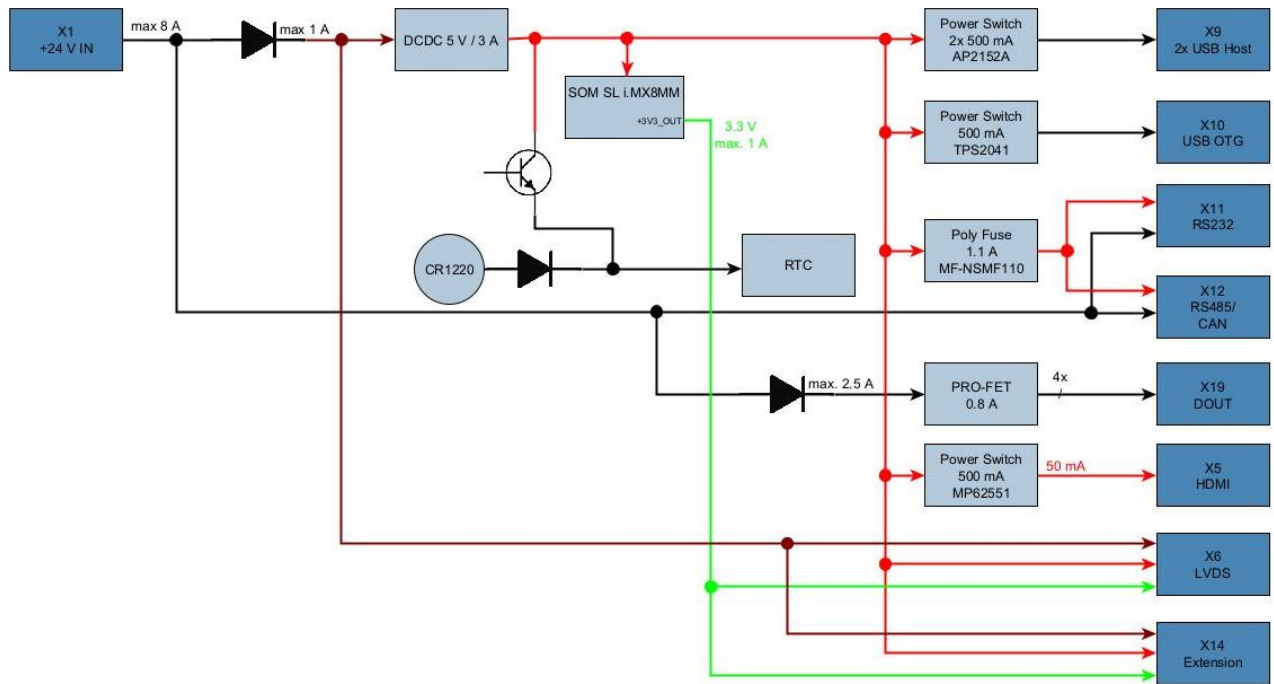 X1
+24 V IN
max 8 A
max 1 A
DCDC 5 V / 3 A
Power Switch
2x 500 mA
AP2152A
X9
2x USB Host
SOM SL i.MX8MM
+3V3_OUT
3.3 V
max. 1 A
Power Switch
500 mA
TPS2041
X10
USB OTG
CR1220
RTC
Poly Fuse
1.1 A
MF-NSMF110
X11
RS232
X12
RS485/
CAN
max. 2.5 A
PRO-FET
0.8 A
4x
X19
DOUT
Power Switch
500 mA
MP62551
50 mA
X5
HDMI
X6
LVDS
X14
Extension